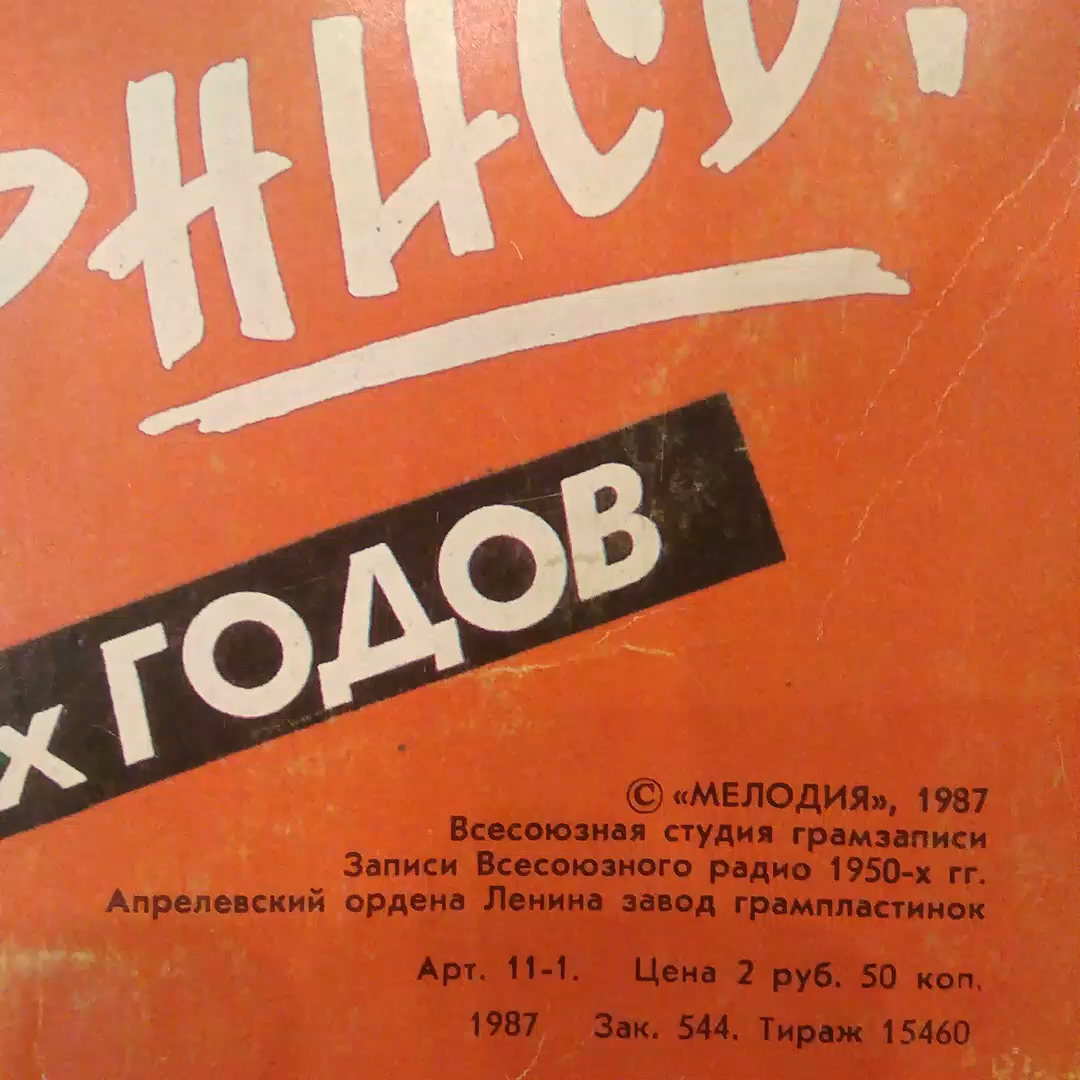 х ГОДОВ
© «МЕЛОДИЯ», 1987
Всесоюзная студия грамзаписи
Записи Всесоюзного радио 1950-х гг.
Апрелевский ордена Ленина завод грампластинок
Арт. 11-1. Цена 2 руб. 50 коп.
1987 Зак. 544. Тираж 15460